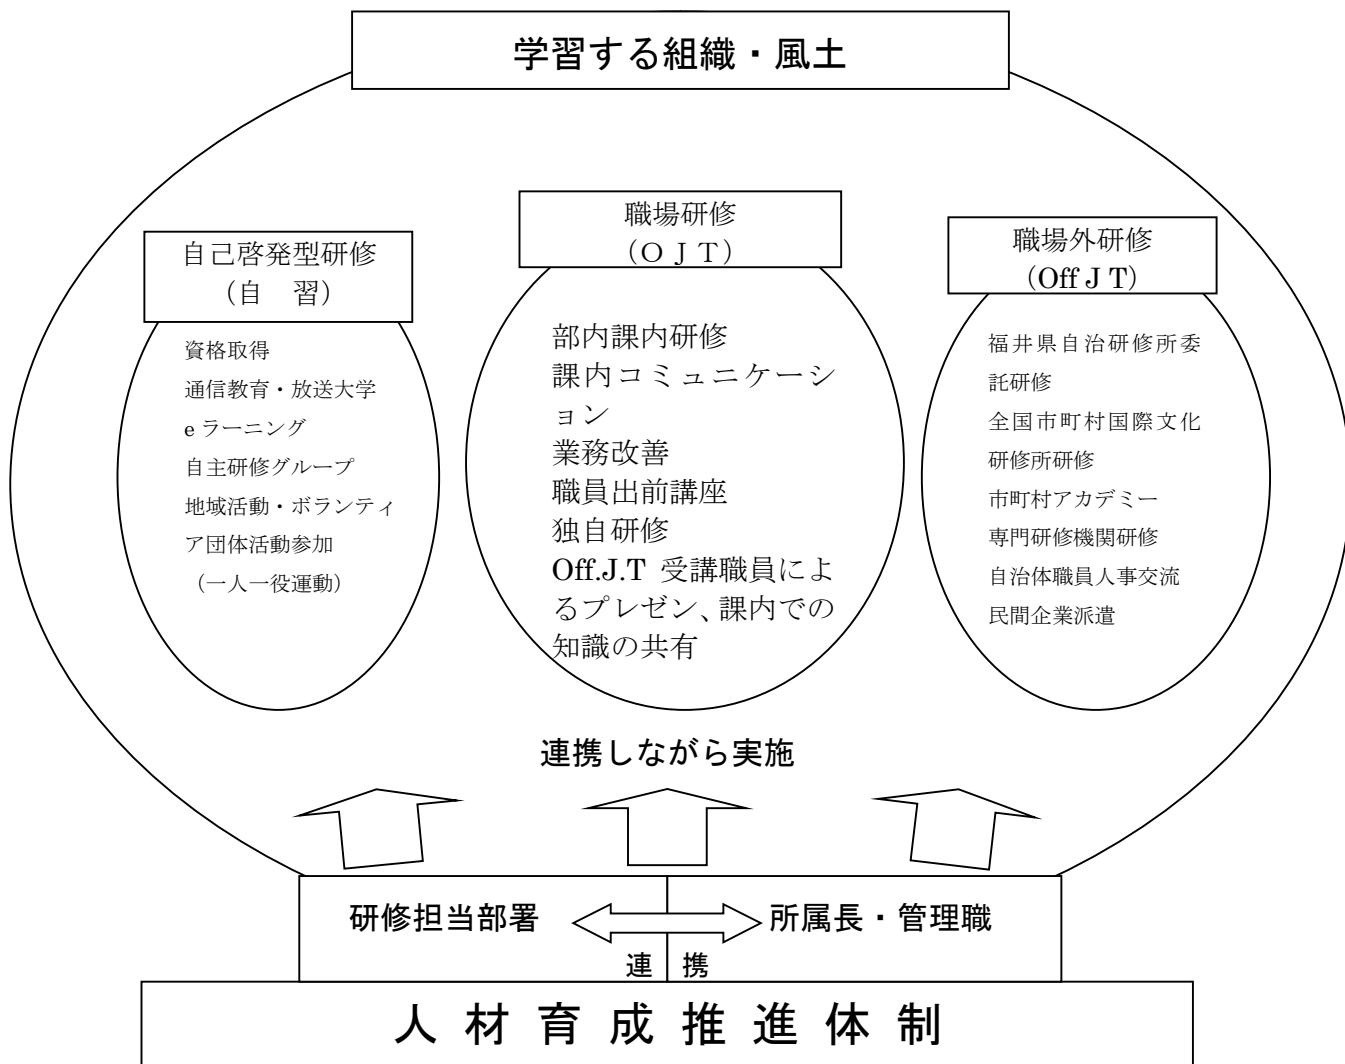 学習する組織・風土
自己啓発型研修
（自　習）
資格取得
通信教育・放送大学
e ラーニング
自主研修グループ
地域活動・ボランティ
ア団体活動参加
（一人一役運動）
職場研修
（ＯＪＴ）
部内課内研修
課内コミュニケーシ
ョン
業務改善
職員出前講座
独自研修
Off.J.T 受講職員によ
るプレゼン、課内での
知識の共有
職場外研修
（Off J T）
福井県自治研修所委
託研修
全国市町村国際文化
研修所研修
市町村アカデミー
専門研修機関研修
自治体職員人事交流
民間企業派遣
連携しながら実施
研修担当部署
所属長・管理職
連 携
人 材 育 成 推 進 体 制